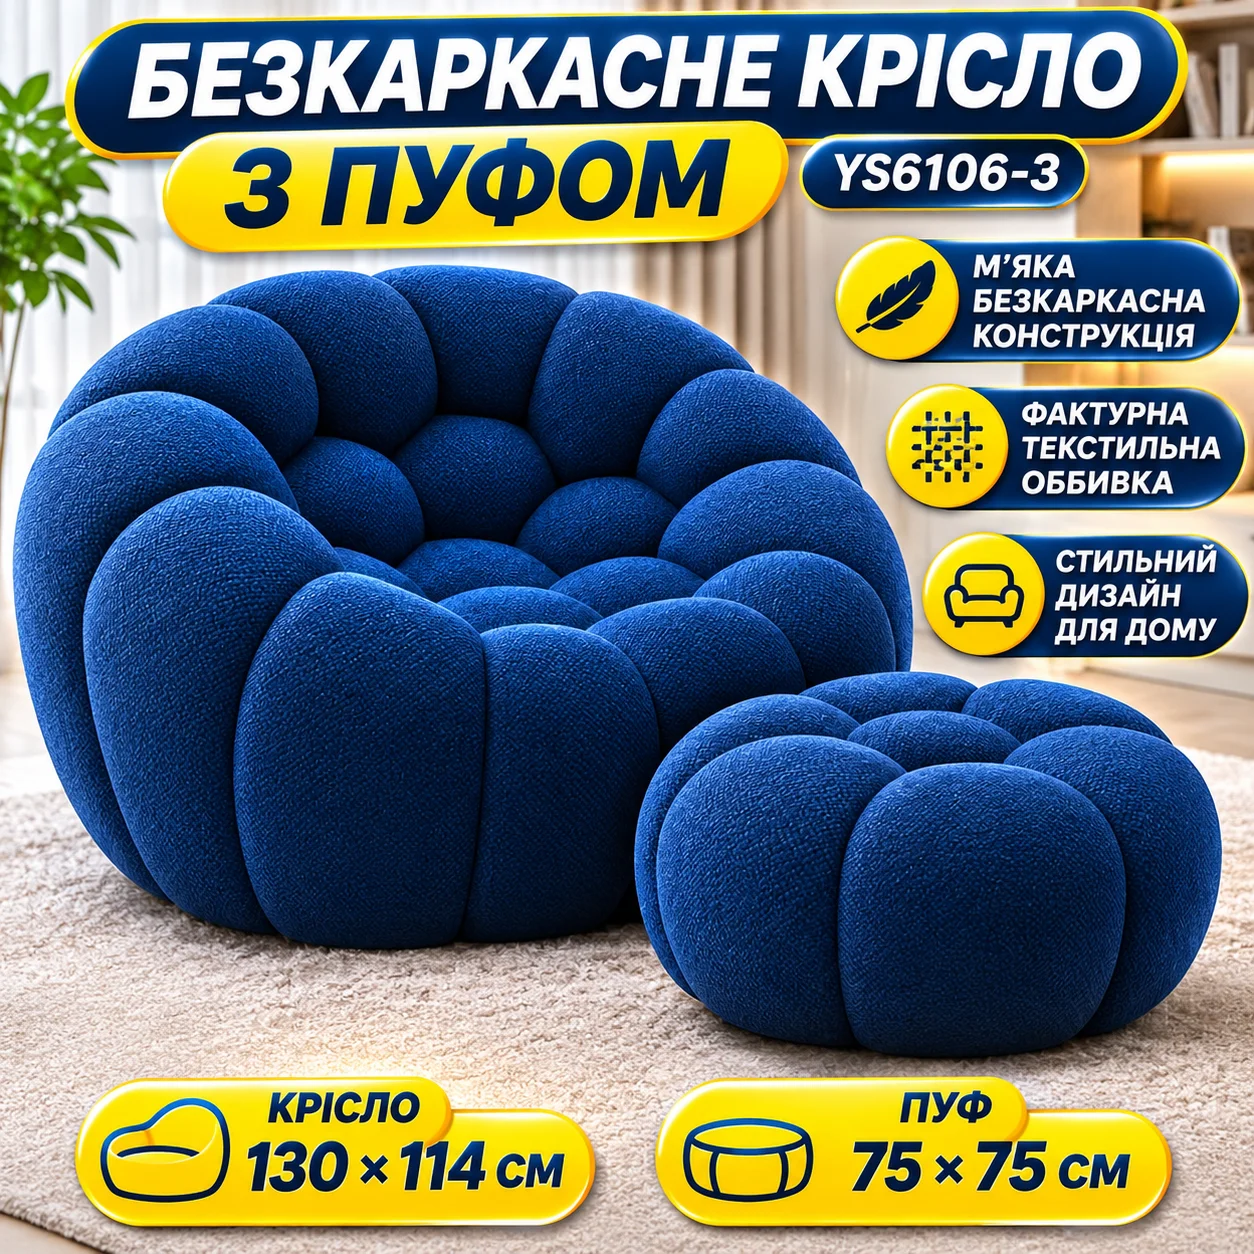 БЕЗКАРКАСНЕ КРІСЛО
З ПУФОМ
YS6106-3
М’ЯКА
БЕЗКАРКАСНА
КОНСТРУКЦІЯ
ФАКТУРНА
ТЕКСТИЛЬНА
ОББИВКА
СТИЛЬНИЙ
ДИЗАЙН
ДЛЯ ДОМУ
КРІСЛО
130 × 114 СМ
ПУФ
75 × 75 СМ